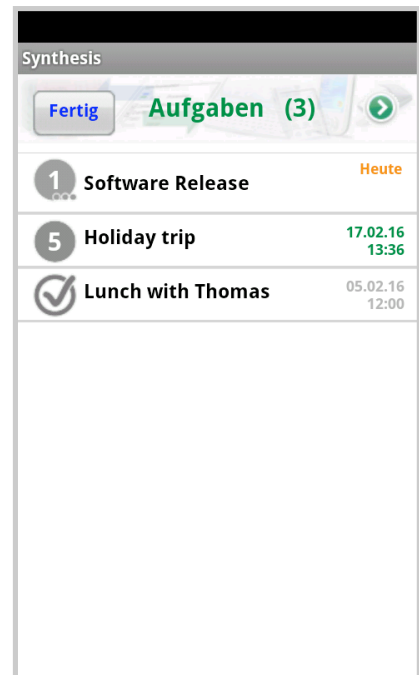 Synthesis
Fertig Aufgaben (3)
1 Software Release Heute
5 Holiday trip 17.02.16
13:36
Lunch with Thomas 05.02.16
12:00